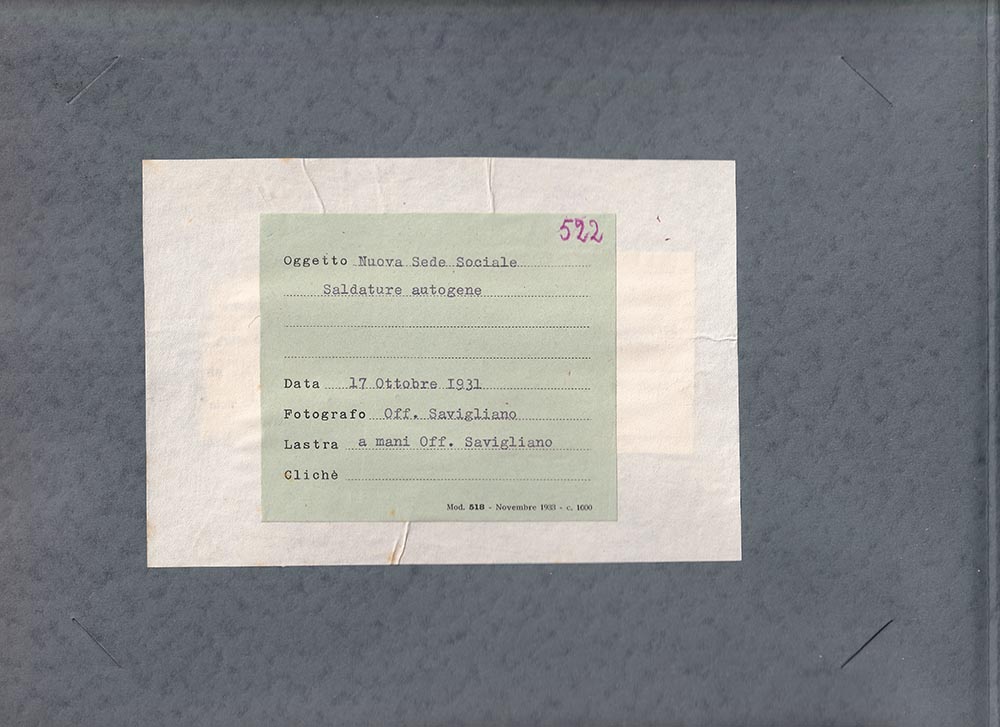 522
Oggetto Nuova Sede Sociale
Saldature autogene
Data 17 Ottobre 1931
Fotografo Off. Savigliano
Lastra a mani Off. Savigliano
Clichè
Mod. 518 - Novembre 1933 - c. 1000